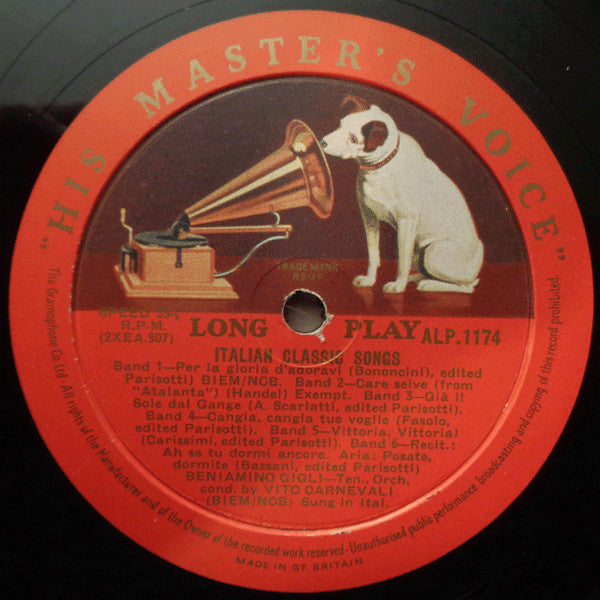 "HIS MASTER'S VOICE"
TRADEMARK
REGD
SPEED 33⅓
R.P.M.
(2XEA.507)
LONG PLAY
ALP.1174
ITALIAN CLASSIC SONGS
Band 1—Per la gloria d'adoravi (Bononcini), edited
Parisotti) BIEM/NCB. Band 2—Care selve (from
"Atalanta") (Handel) Exempt. Band 3—Già il
Sole dal Gange (A. Scarlatti, edited Parisotti).
Band 4—Cangia, cangia tue voglie (Fasolo,
edited Parisotti). Band 5—Vittoria, Vittoria!
(Carissimi, edited Parisotti). Band 6—Recit.:
Ah se tu dormi ancora. Aria: Posate,
dormite (Bassani, edited Parisotti)
BENIAMINO GIGLI—Ten., Orch.
cond. by VITO CARNEVALI
(BIEM/NCB) Sung in Ital.
The Gramophone Co Ltd. All rights of the Manufacturer and of the Owner of the recorded work reserved-Unauthorised public performance, broadcasting and copying of this record prohibited.
MADE IN GT. BRITAIN